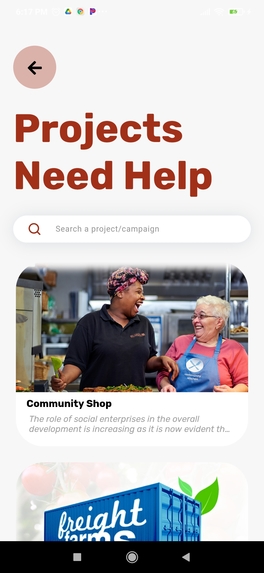 Projects
Need Help
Search a project/campaign
Community Shop
The role of social enterprises in the overall
development is increasing as it is now evident th...
freight
farms